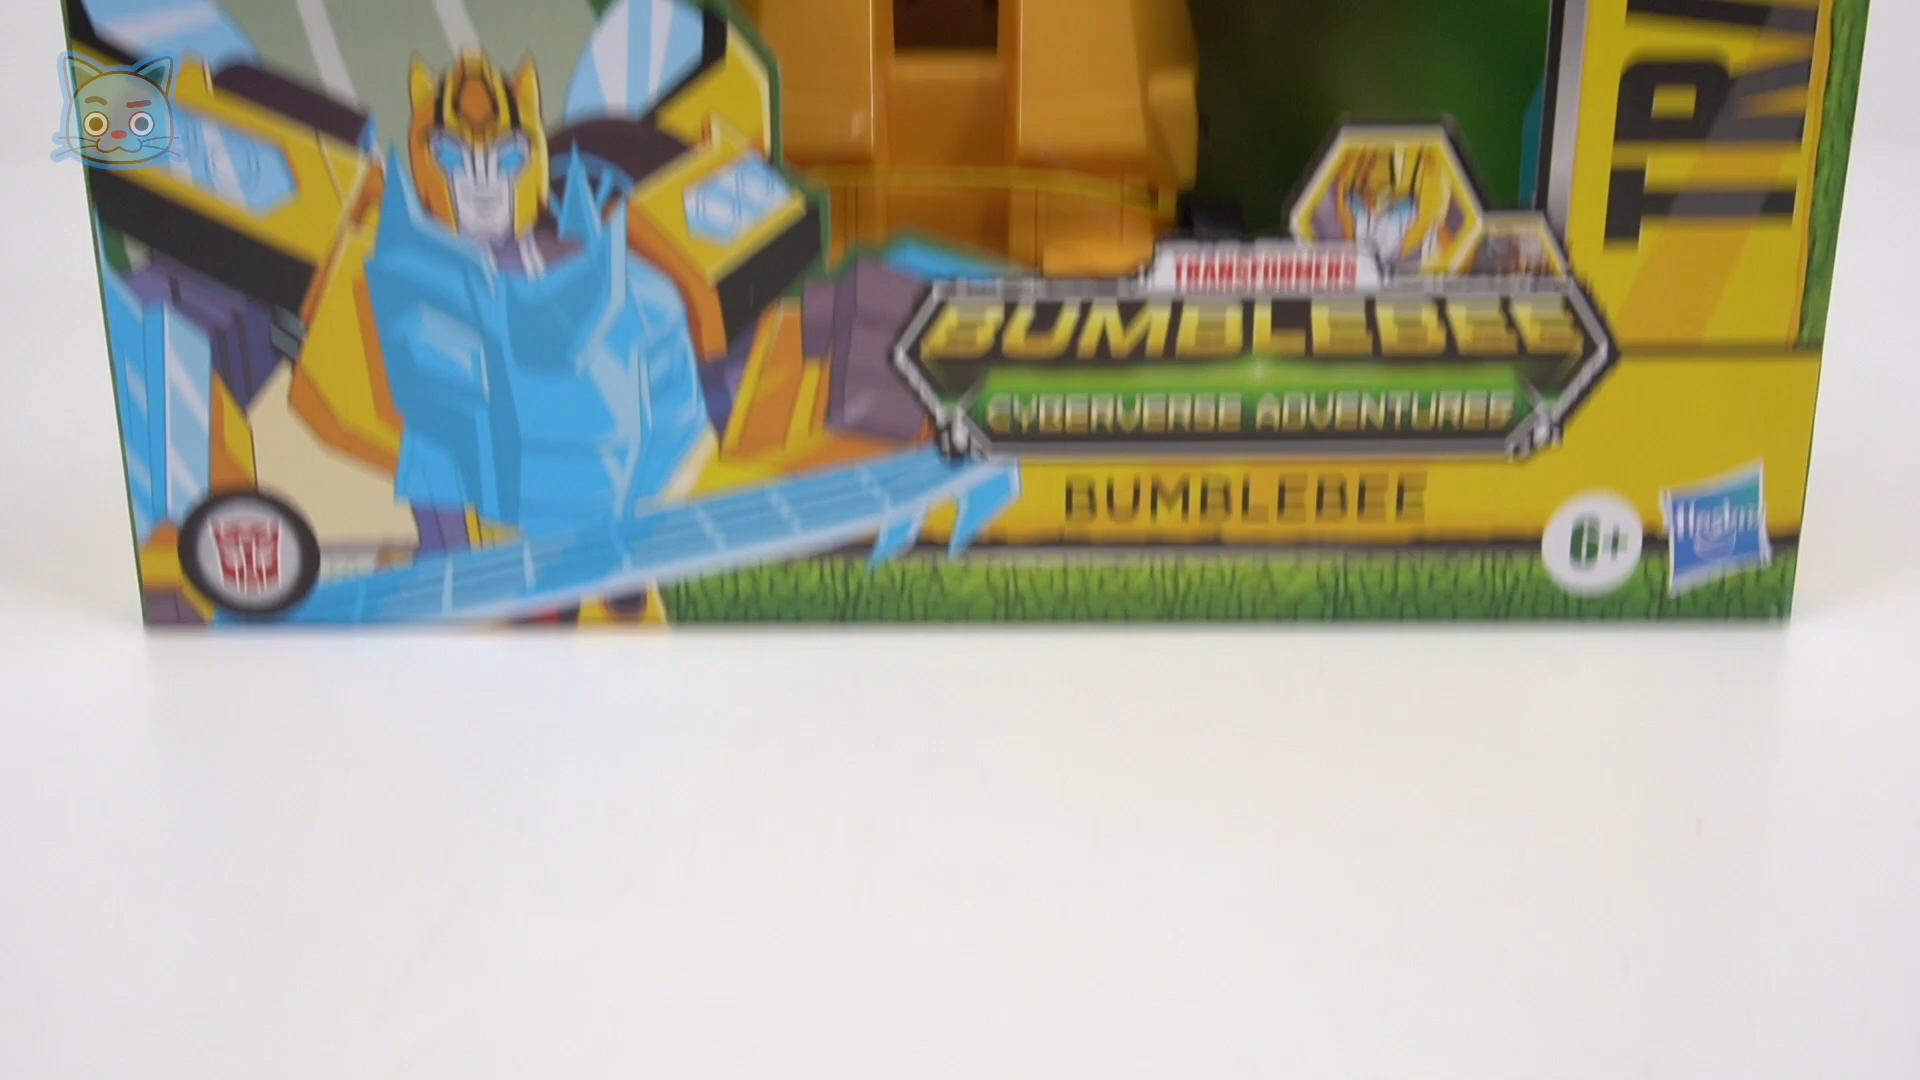 TRANSFORMERS
BUMBLEBEE
CYBERVERSE ADVENTURES
BUMBLEBEE
6+
Hasbro